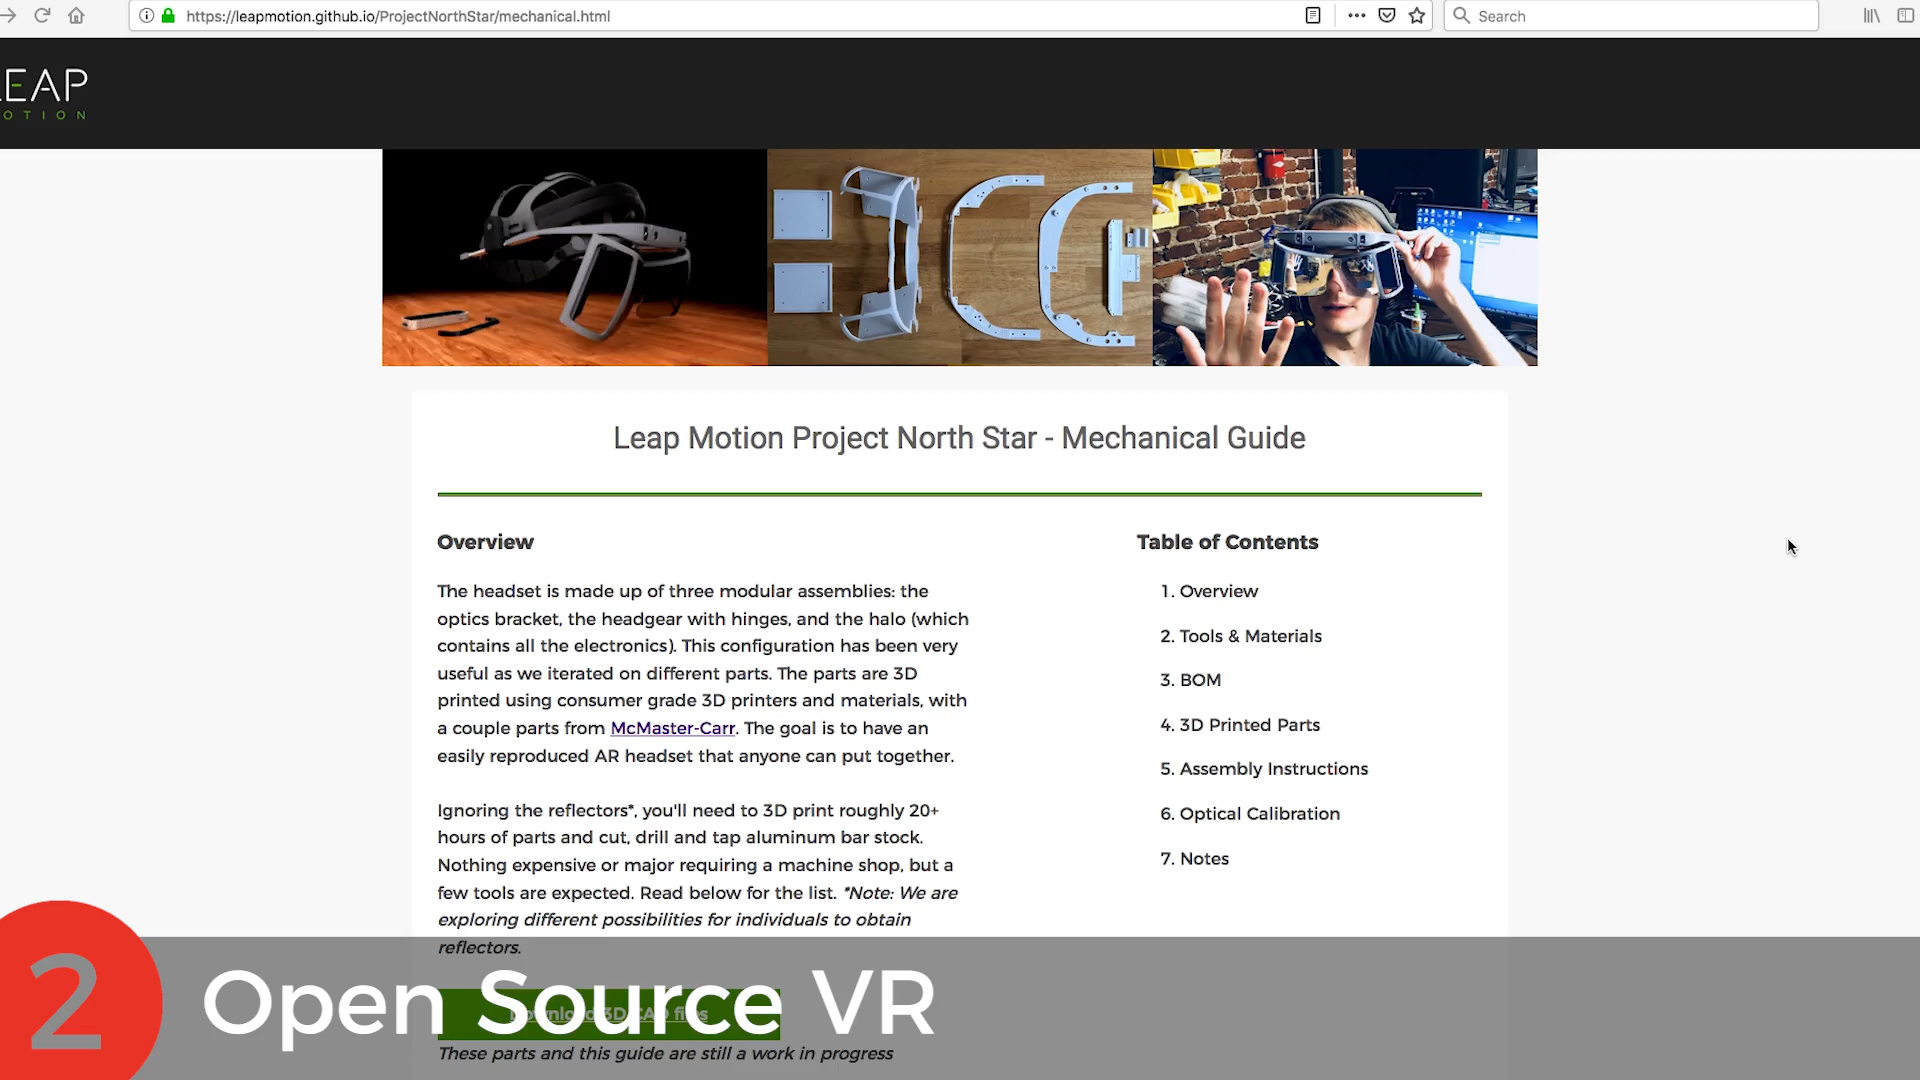 https://leapmotion.github.io/ProjectNorthStar/mechanical.html
Search
LEAP
MOTION
Leap Motion Project North Star - Mechanical Guide
Overview
The headset is made up of three modular assemblies: the
optics bracket, the headgear with hinges, and the halo (which
contains all the electronics). This configuration has been very
useful as we iterated on different parts. The parts are 3D
printed using consumer grade 3D printers and materials, with
a couple parts from McMaster-Carr. The goal is to have an
easily reproduced AR headset that anyone can put together.
Ignoring the reflectors*, you'll need to 3D print roughly 20+
hours of parts and cut, drill and tap aluminum bar stock.
Nothing expensive or major requiring a machine shop, but a
few tools are expected. Read below for the list. *Note: We are
exploring different possibilities for individuals to obtain
reflectors.
Download 3D CAD files
These parts and this guide are still a work in progress
Table of Contents
1. Overview
2. Tools & Materials
3. BOM
4. 3D Printed Parts
5. Assembly Instructions
6. Optical Calibration
7. Notes
2 Open Source VR